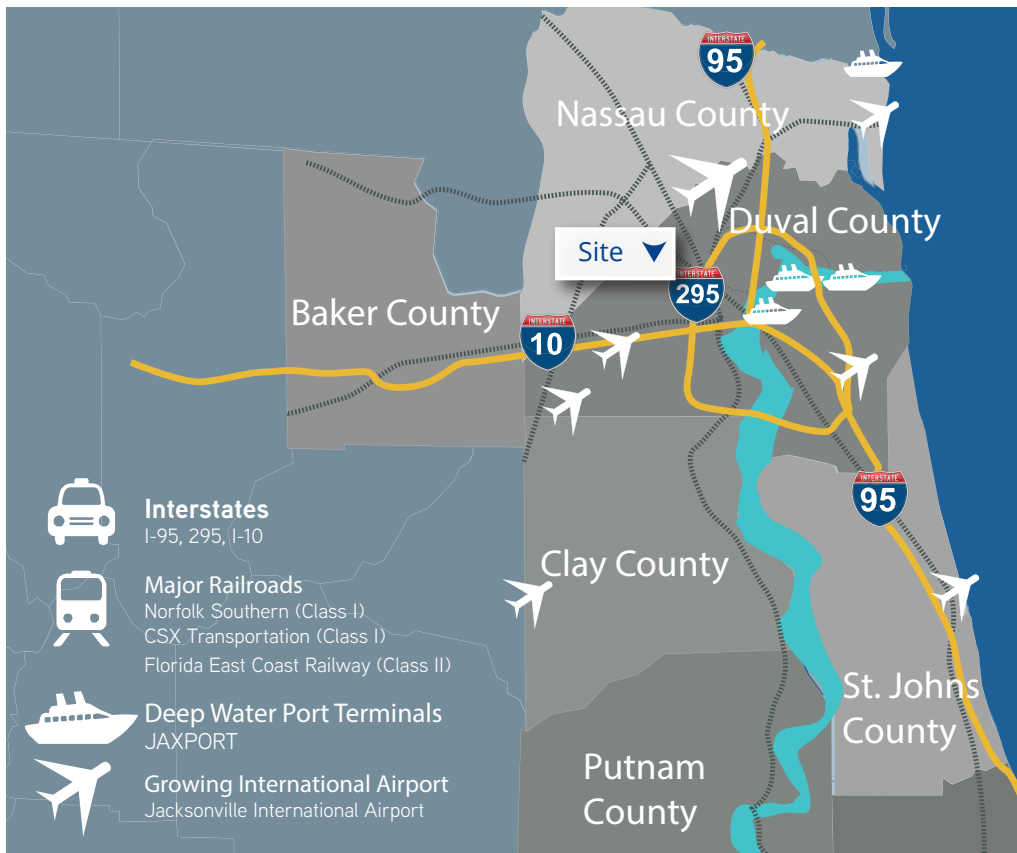 INTERSTATE
95
Nassau County
Duval County
Site
INTERSTATE
295
Baker County
INTERSTATE
10
INTERSTATE
95
Interstates
I-95, 295, I-10
Clay County
Major Railroads
Norfolk Southern (Class I)
CSX Transportation (Class I)
Florida East Coast Railway (Class II)
St. Johns
County
Deep Water Port Terminals
JAXPORT
Putnam
County
Growing International Airport
Jacksonville International Airport